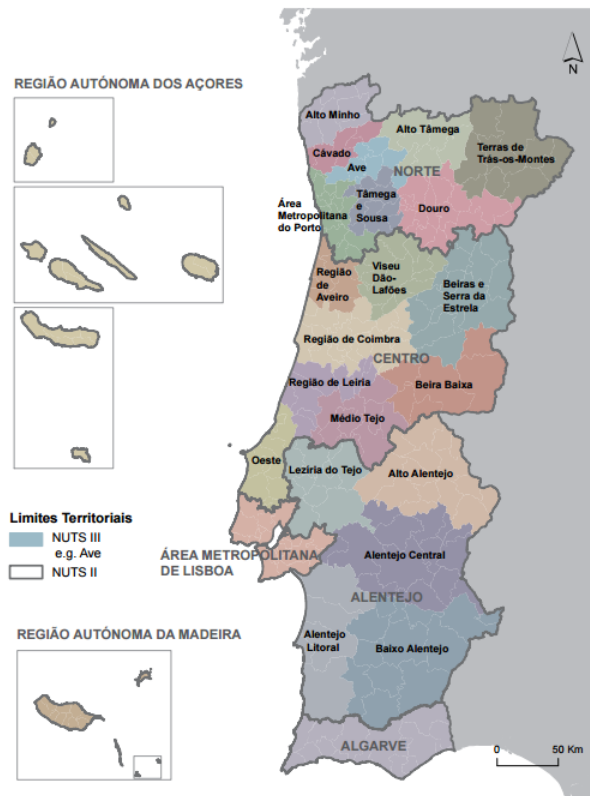 REGIÃO AUTÓNOMA DOS AÇORES
N
Alto Minho
Alto Tâmega
Terras de
Trás-os-Montes
Cávado
Ave
NORTE
Área
Metropolitana
do Porto
Tâmega
e
Sousa
Douro
Região
de
Aveiro
Viseu
Dão-
Lafões
Beiras e
Serra da
Estrela
Região de Coimbra
CENTRO
Região de Leiria
Beira Baixa
Médio Tejo
Oeste
Lezíria do Tejo
Alto Alentejo
Limites Territoriais
NUTS III
e.g. Ave
NUTS II
ÁREA METROPOLITANA
DE LISBOA
Alentejo Central
ALENTEJO
REGIÃO AUTÓNOMA DA MADEIRA
Alentejo
Litoral
Baixo Alentejo
ALGARVE
0 50 Km